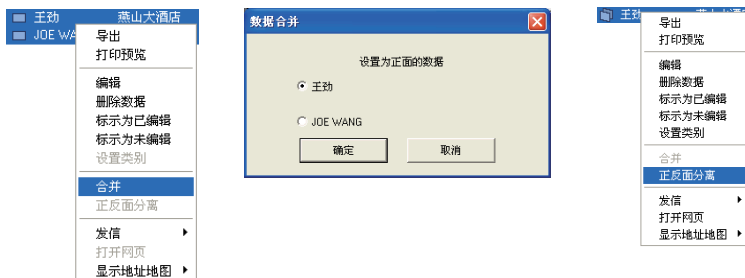 王劲 燕山大酒店
JOE WA
导出
打印预览
编辑
删除数据
标示为已编辑
标示为未编辑
设置类别
合并
正反面分离
发信
打开网页
显示地址地图
数据合并
设置为正面的数据
王劲
JOE WANG
确定
取消
王劲
导出
打印预览
编辑
删除数据
标示为已编辑
标示为未编辑
设置类别
合并
正反面分离
发信
打开网页
显示地址地图